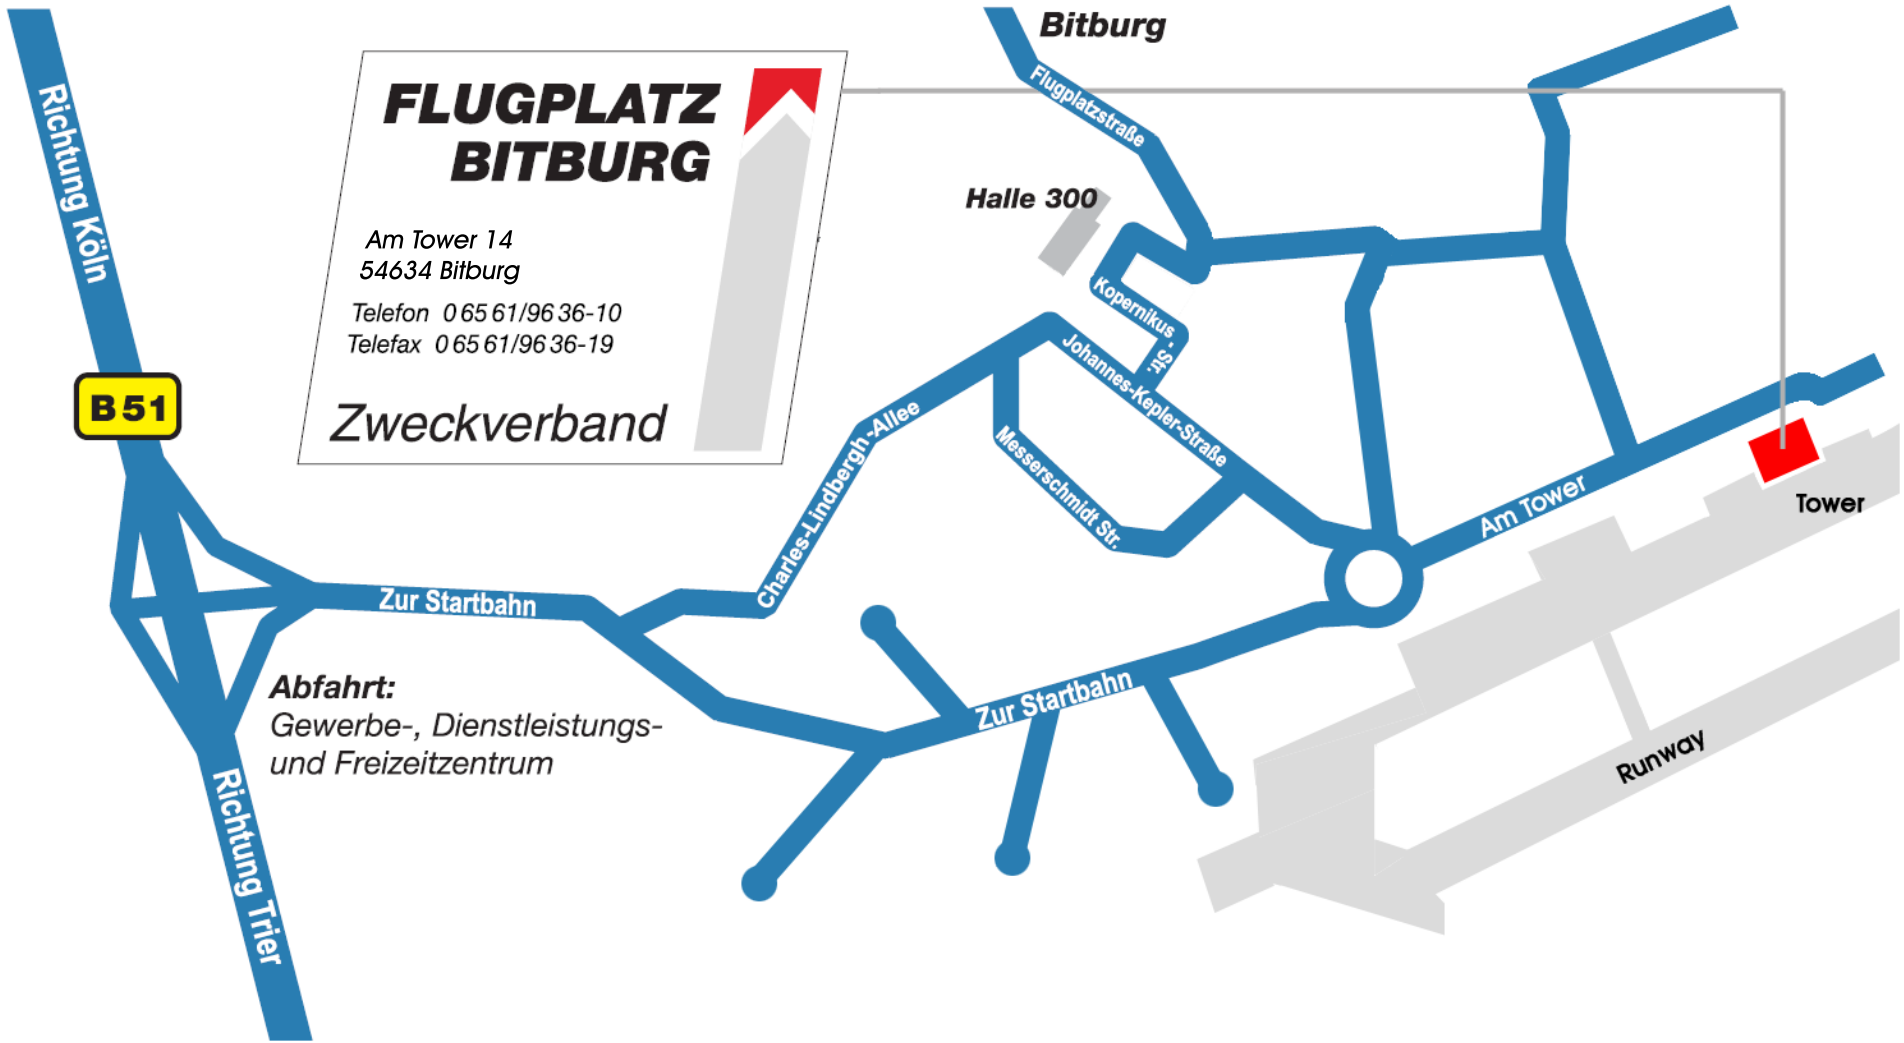 Bitburg
Flugplatzstraße
Richtung Köln
FLUGPLATZ
BITBURG
Am Tower 14
54634 Bitburg
Telefon 0 65 61/96 36-10
Telefax 0 65 61/96 36-19
Zweckverband
Halle 300
Kopernikus - Str.
Johannes-Kepler-Straße
B 51
Charles-Lindbergh-Allee
Messerschmidt Str.
Am Tower
Tower
Zur Startbahn
Abfahrt:
Gewerbe-, Dienstleistungs-
und Freizeitzentrum
Zur Startbahn
Runway
Richtung Trier